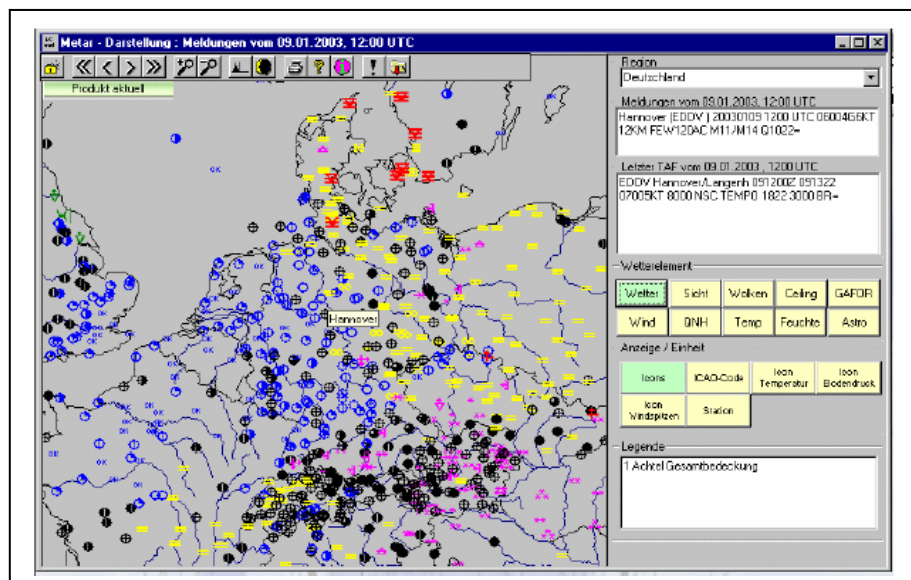 Metar - Darstellung : Meldungen vom 09.01.2003, 12:00 UTC
Produkt aktuell
Hannover
Region
Deutschland
Meldungen vom 09.01.2003, 12:00 UTC
Hannover (EDDV ) 20030109 1200 UTC 06004G6KT
12KM FEW120AC M11/M14 Q1022=
Letzter TAF vom 09.01.2003 , 1200 UTC
EDDV Hannover/Langenh 091200Z 091322
07005KT 8000 NSC TEMPO 1822 3000 BR=
Wetterelement
Wetter Sicht Wolken Ceiling GAFOR
Wind QNH Temp Feuchte Astro
Anzeige / Einheit
Icons ICAO-Code Icon Temperatur Icon Bodendruck
Icon Windspitzen Station
Legende
1 Achtel Gesamtbedeckung